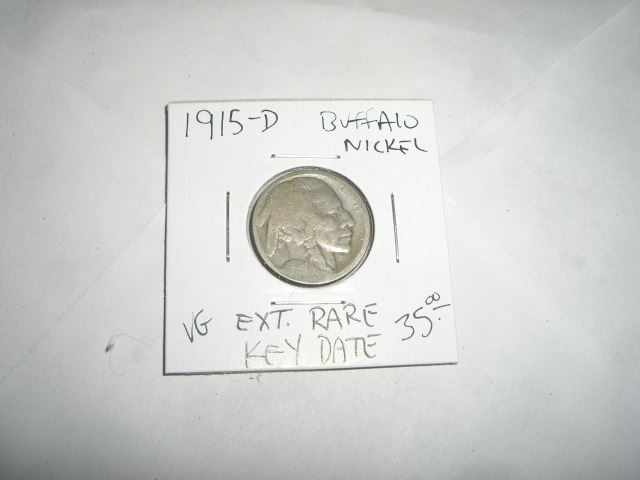 1915-D BUFFALO
NICKEL
VG EXT. RARE 35.00
KEY DATE